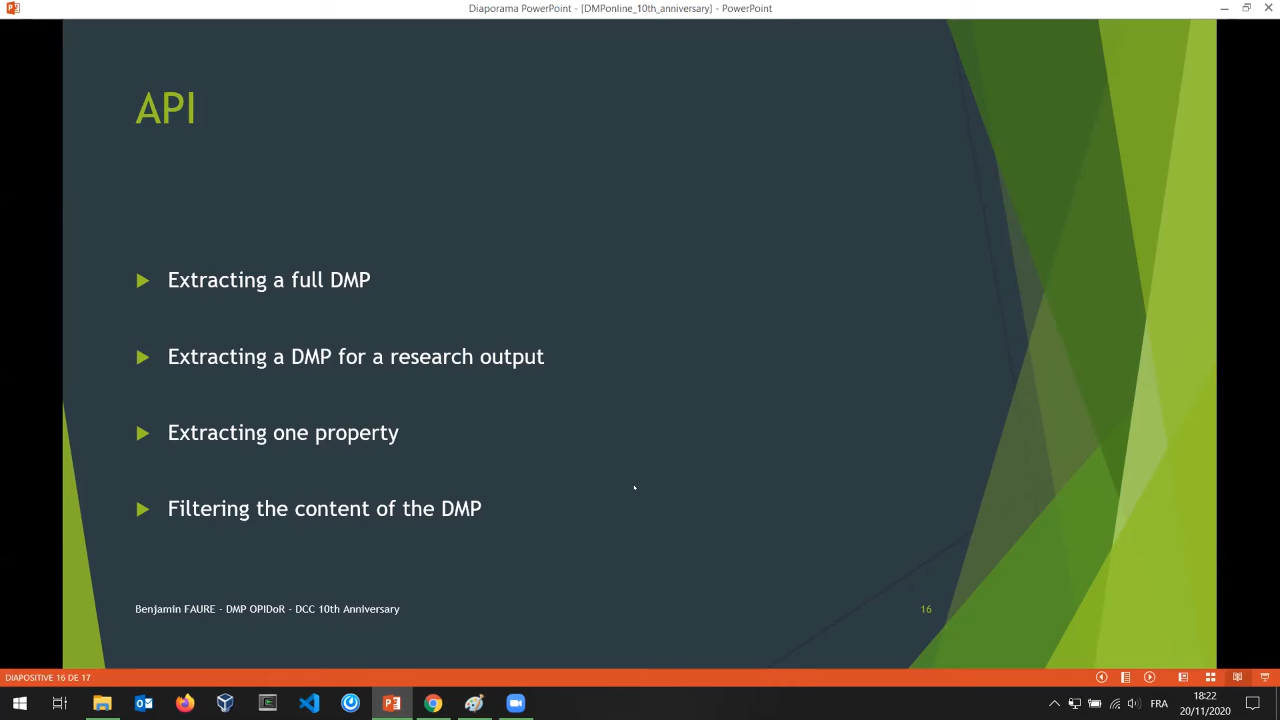 Diaporama PowerPoint - [DMPonline_10th_anniversary] - PowerPoint
API
Extracting a full DMP
Extracting a DMP for a research output
Extracting one property
Filtering the content of the DMP
Benjamin FAURE - DMP OPIDoR - DCC 10th Anniversary
16
DIAPOSITIVE 16 DE 17
FRA
18:22
20/11/2020